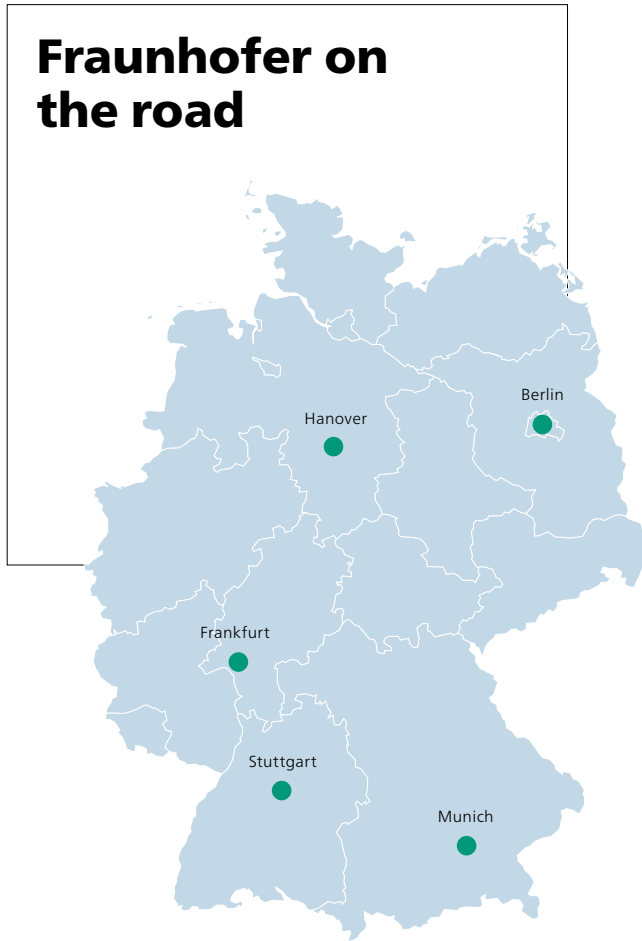 Fraunhofer on
the road
Berlin
Hanover
Frankfurt
Stuttgart
Munich